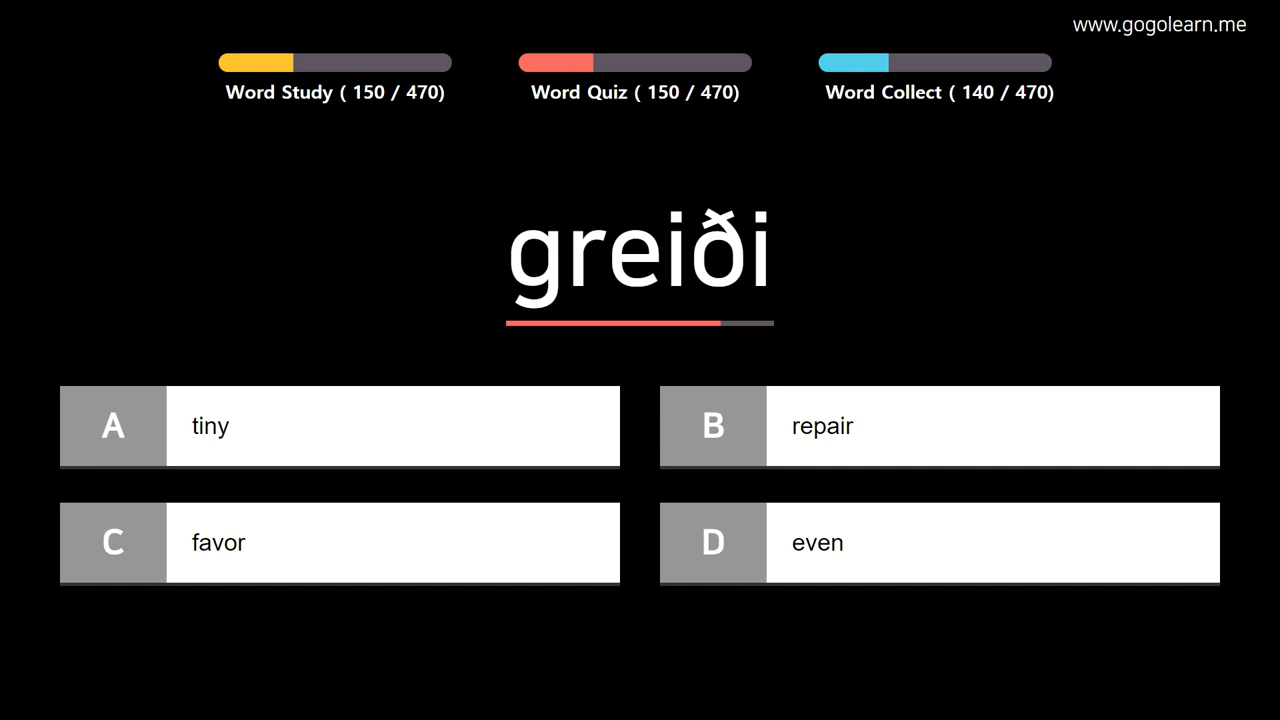 www.gogolearn.me
Word Study ( 150 / 470)
Word Quiz ( 150 / 470)
Word Collect ( 140 / 470)
greiði
A tiny
B repair
C favor
D even